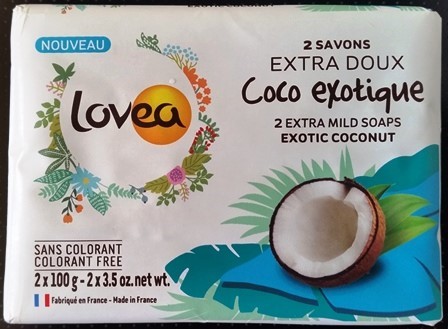 NOUVEAU
lovea
2 SAVONS
EXTRA DOUX
Coco exotique
2 EXTRA MILD SOAPS
EXOTIC COCONUT
SANS COLORANT
COLORANT FREE
2 x 100 g - 2 x 3.5 oz. net wt.
Fabriqué en France - Made in France